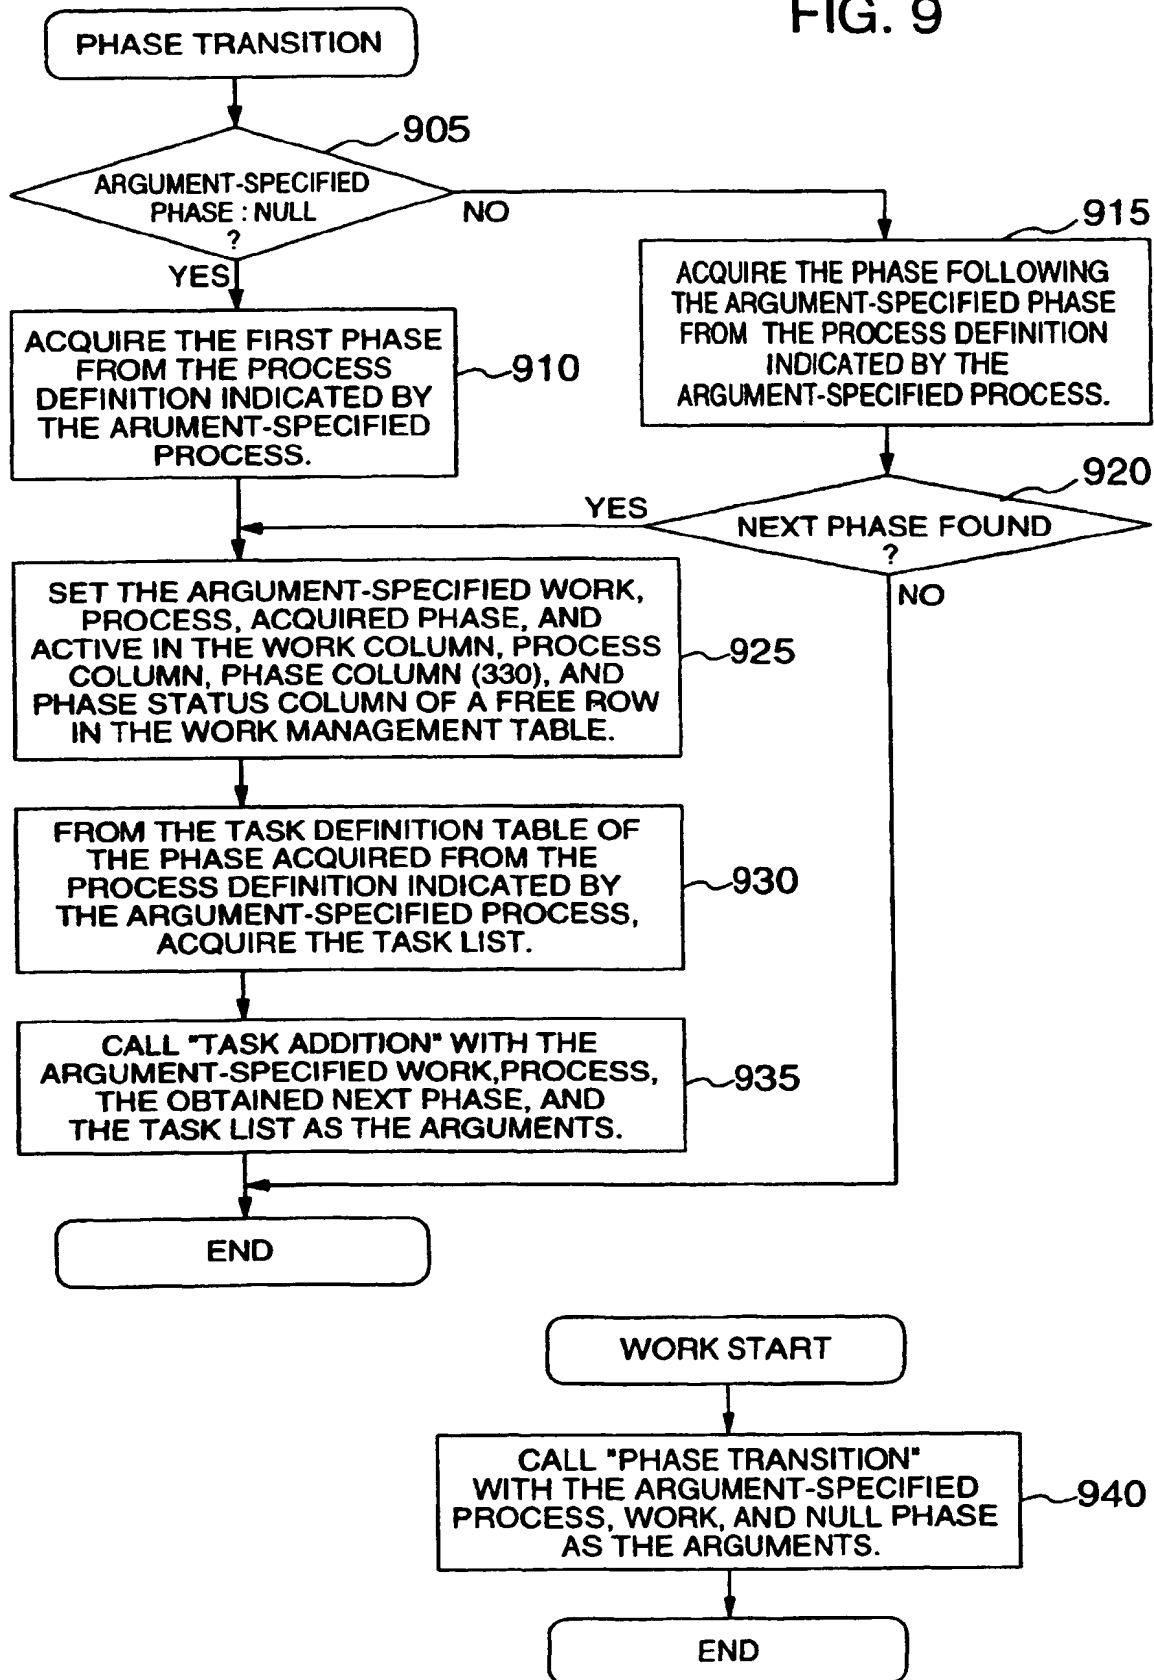 FIG. 9
PHASE TRANSITION
905
ARGUMENT-SPECIFIED
PHASE : NULL
?
NO
YES
915
ACQUIRE THE PHASE FOLLOWING
THE ARGUMENT-SPECIFIED PHASE
FROM THE PROCESS DEFINITION
INDICATED BY THE
ARGUMENT-SPECIFIED PROCESS.
ACQUIRE THE FIRST PHASE
FROM THE PROCESS
DEFINITION INDICATED BY
THE ARUMENT-SPECIFIED
PROCESS.
910
920
YES
NEXT PHASE FOUND
?
NO
SET THE ARGUMENT-SPECIFIED WORK,
PROCESS, ACQUIRED PHASE, AND
ACTIVE IN THE WORK COLUMN, PROCESS
COLUMN, PHASE COLUMN (330), AND
PHASE STATUS COLUMN OF A FREE ROW
IN THE WORK MANAGEMENT TABLE.
925
FROM THE TASK DEFINITION TABLE OF
THE PHASE ACQUIRED FROM THE
PROCESS DEFINITION INDICATED BY
THE ARGUMENT-SPECIFIED PROCESS,
ACQUIRE THE TASK LIST.
930
CALL "TASK ADDITION" WITH THE
ARGUMENT-SPECIFIED WORK,PROCESS,
THE OBTAINED NEXT PHASE, AND
THE TASK LIST AS THE ARGUMENTS.
935
END
WORK START
CALL "PHASE TRANSITION"
WITH THE ARGUMENT-SPECIFIED
PROCESS, WORK, AND NULL PHASE
AS THE ARGUMENTS.
940
END